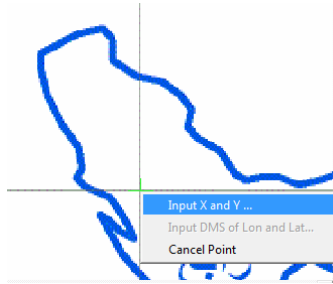 Input X and Y ...
Input DMS of Lon and Lat...
Cancel Point